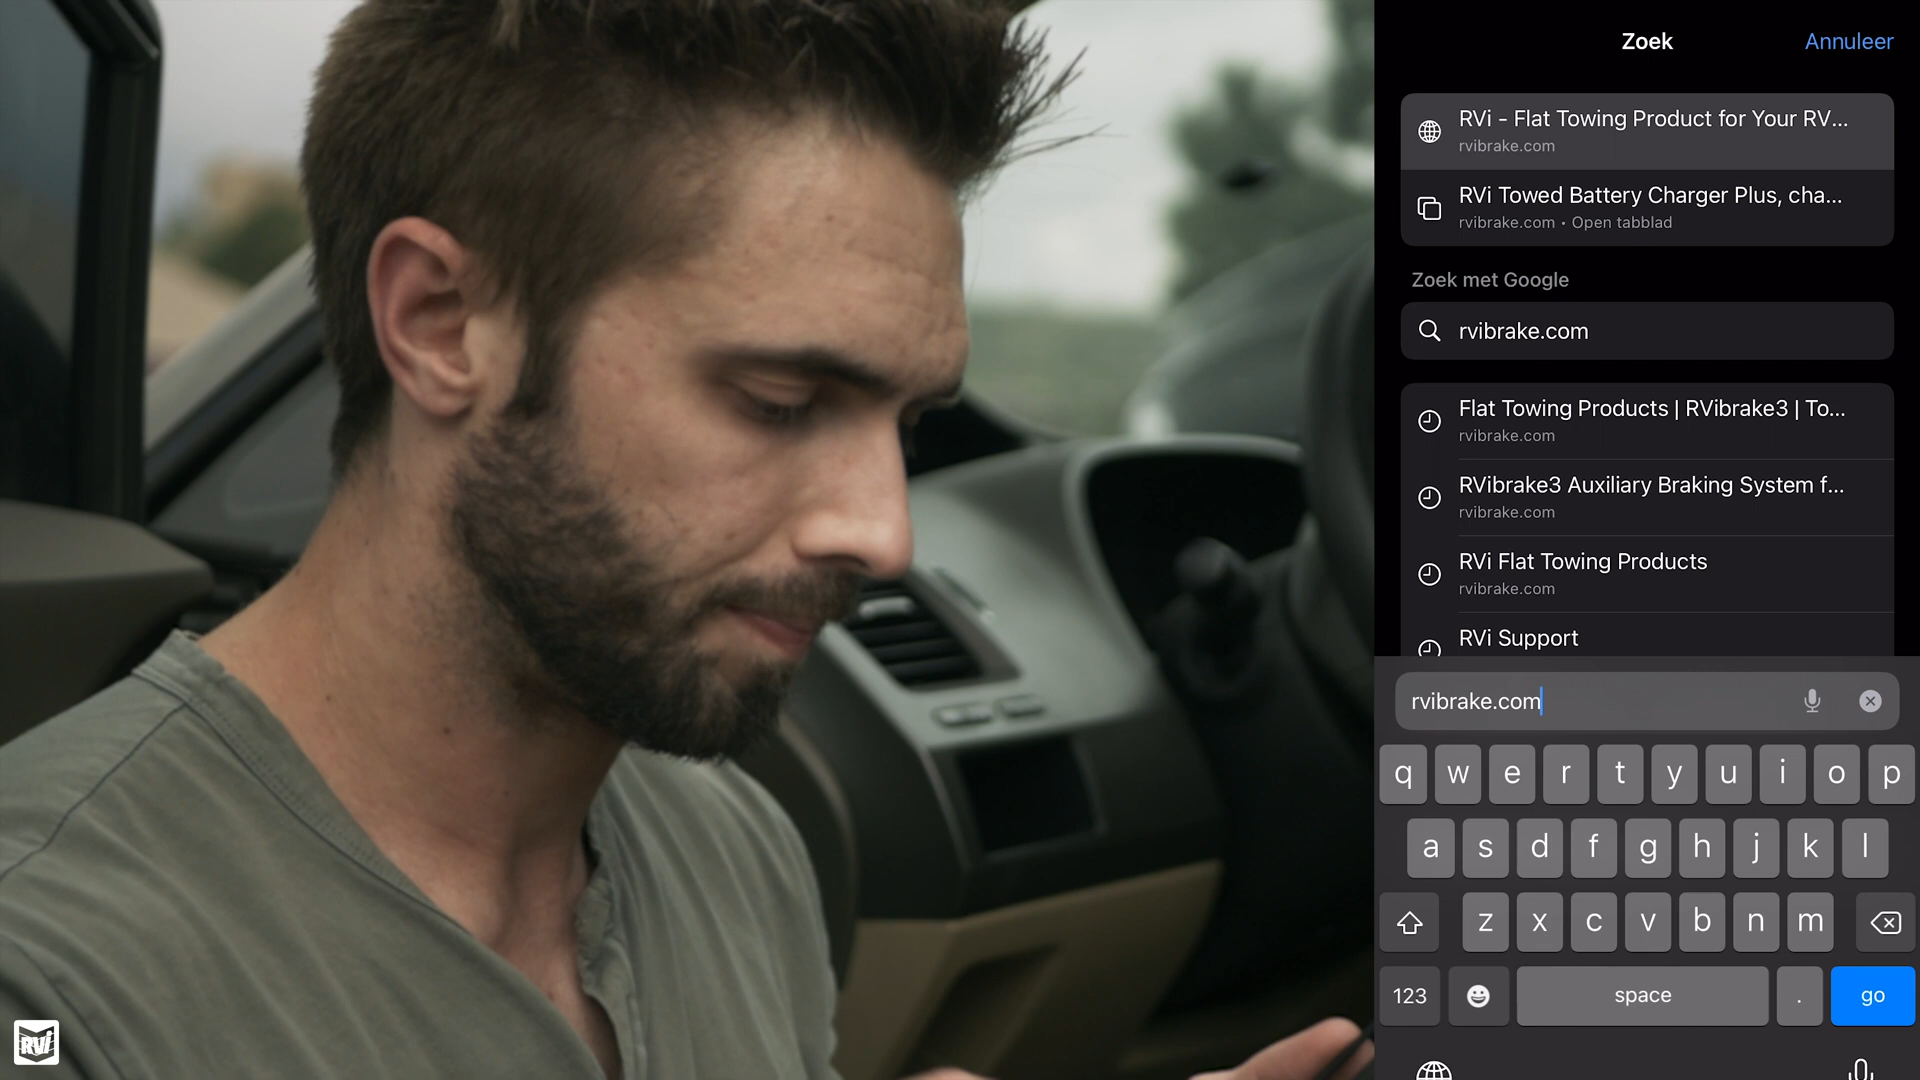 Zoek
Annuleer
RVi - Flat Towing Product for Your RV...
rvibrake.com
RVi Towed Battery Charger Plus, cha...
rvibrake.com • Open tabblad
Zoek met Google
rvibrake.com
Flat Towing Products | RVibrake3 | To...
rvibrake.com
RVibrake3 Auxiliary Braking System f...
rvibrake.com
RVi Flat Towing Products
rvibrake.com
RVi Support
rvibrake.com
q w e r t y u i o p
a s d f g h j k l
z x c v b n m
123 space . go
RVi